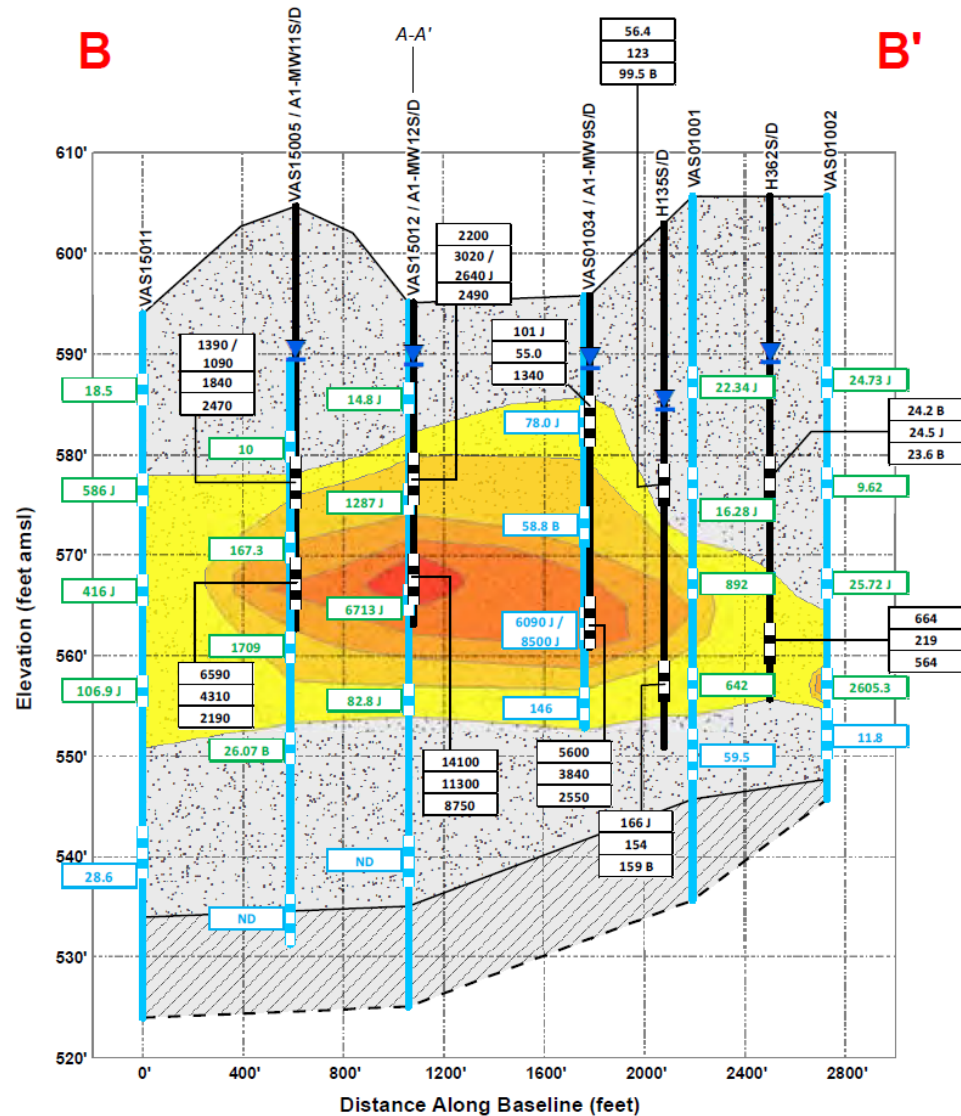 B
A-A'
B'
56.4
123
99.5 B
VAS15011
VAS15005 / A1-MW11S/D
VAS15012 / A1-MW12S/D
VAS01034 / A1-MW19S/D
H135S/D
VAS01001
H362S/D
VAS01002
610'
600'
590'
580'
570'
560'
550'
540'
530'
520'
Elevation (feet amsl)
18.5
586 J
416 J
106.9 J
28.6
1390 /
1090
1840
2470
10
167.3
6590
4310
2190
1709
26.07 B
ND
2200
3020 /
2640 J
2490
14.8 J
1287 J
6713 J
82.8 J
ND
14100
11300
8750
101 J
55.0
1340
78.0 J
58.8 B
6090 J /
8500 J
146
5600
3840
2550
166 J
154
159 B
22.34 J
16.28 J
892
642
59.5
24.2 B
24.5 J
23.6 B
664
219
564
24.73 J
9.62
25.72 J
2605.3
11.8
0'
400'
800'
1200'
1600'
2000'
2400'
2800'
Distance Along Baseline (feet)